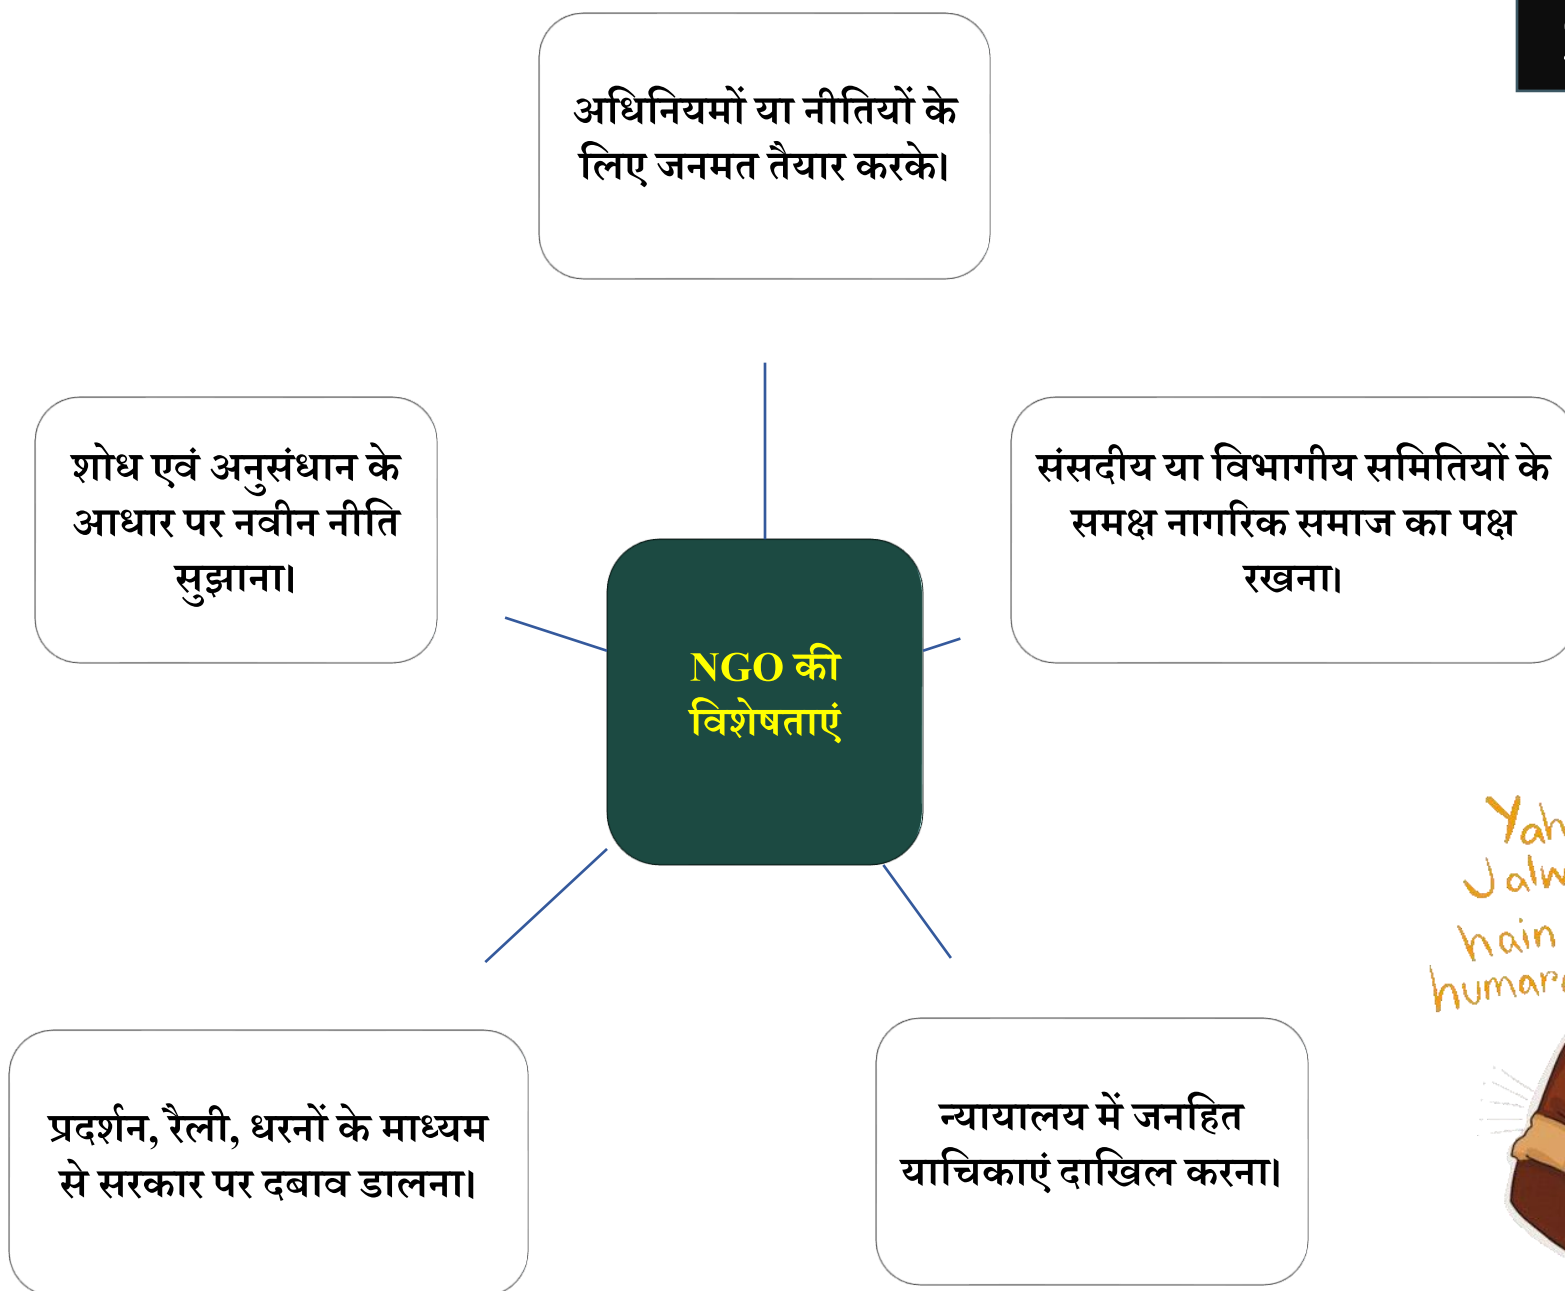 अधिनियमों या नीतियों के
लिए जनमत तैयार करके।
शोध एवं अनुसंधान के
आधार पर नवीन नीति
सुझाना।
संसदीय या विभागीय समितियों के
समक्ष नागरिक समाज का पक्ष
रखना।
NGO की
विशेषताएं
hain
प्रदर्शन, रैली, धरनों के माध्यम
से सरकार पर दबाव डालना।
न्यायालय में जनहित
याचिकाएं दाखिल करना।